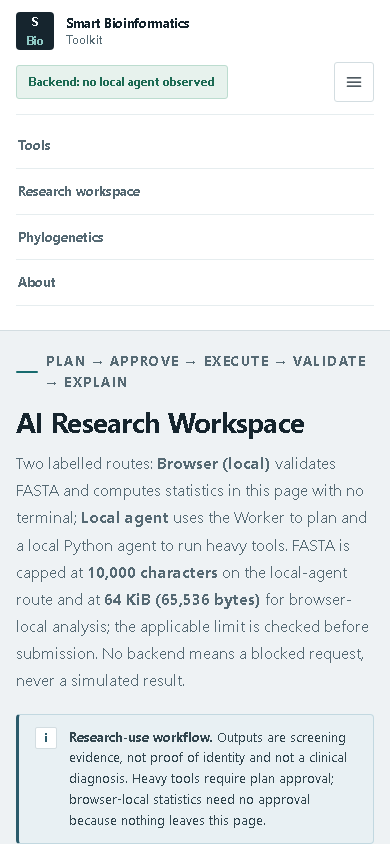 S
Bio
Smart Bioinformatics
Toolkit
Backend: no local agent observed
Tools
Research workspace
Phylogenetics
About
PLAN → APPROVE → EXECUTE → VALIDATE
→ EXPLAIN
AI Research Workspace
Two labelled routes: Browser (local) validates
FASTA and computes statistics in this page with no
terminal; Local agent uses the Worker to plan and
a local Python agent to run heavy tools. FASTA is
capped at 10,000 characters on the local-agent
route and at 64 KiB (65,536 bytes) for browser-
local analysis; the applicable limit is checked before
submission. No backend means a blocked request,
never a simulated result.
i
Research-use workflow. Outputs are screening
evidence, not proof of identity and not a clinical
diagnosis. Heavy tools require plan approval;
browser-local statistics need no approval
because nothing leaves this page.